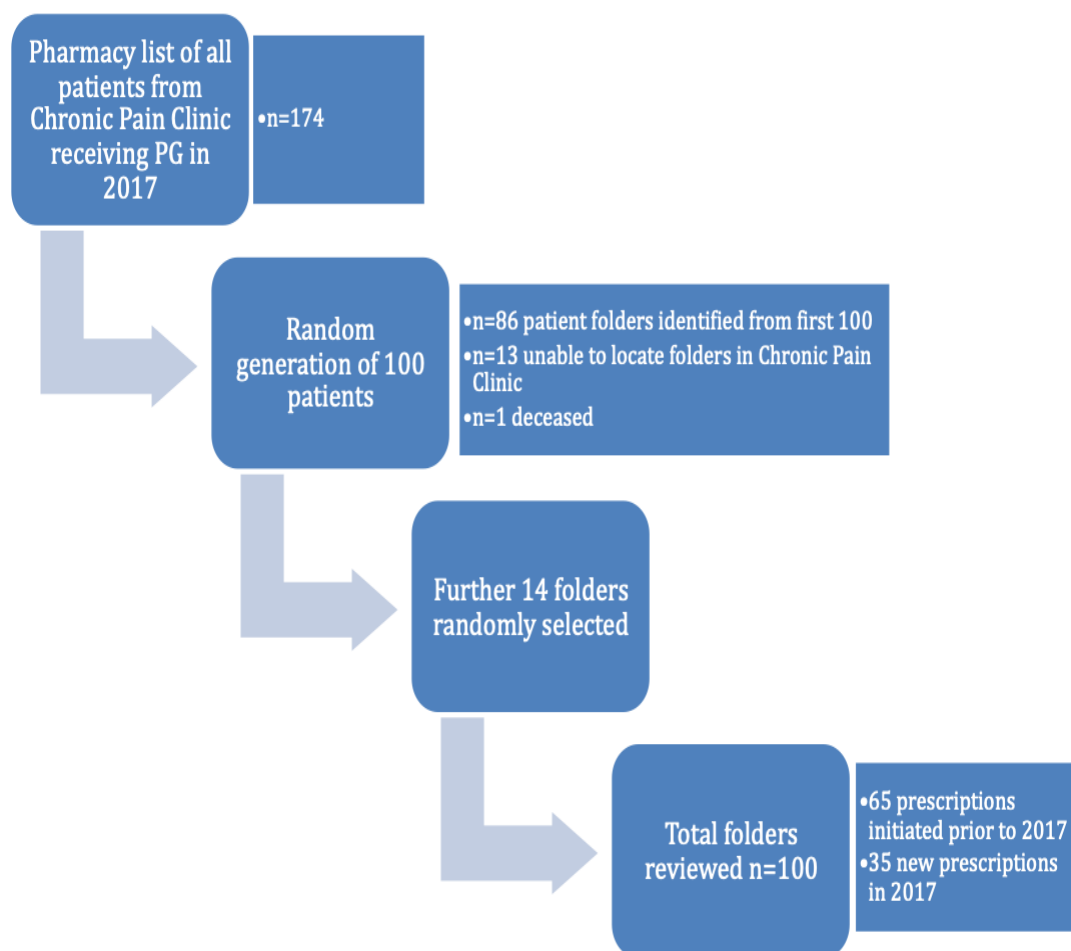 Pharmacy list of all
patients from
Chronic Pain Clinic
receiving PG in
2017
•n=174
Random
generation of 100
patients
•n=86 patient folders identified from first 100
•n=13 unable to locate folders in Chronic Pain
Clinic
•n=1 deceased
Further 14 folders
randomly selected
Total folders
reviewed n=100
•65 prescriptions
initiated prior to 2017
•35 new prescriptions
in 2017